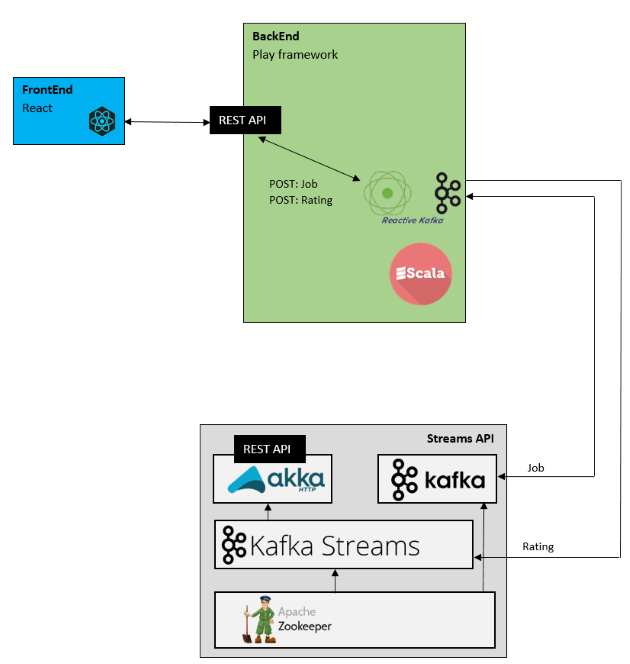 BackEnd
Play framework
FrontEnd
React
REST API
POST: Job
POST: Rating
Reactive Kafka
Scala
Streams API
REST API
akka
HTTP
kafka
Job
Kafka Streams
Rating
Apache
Zookeeper